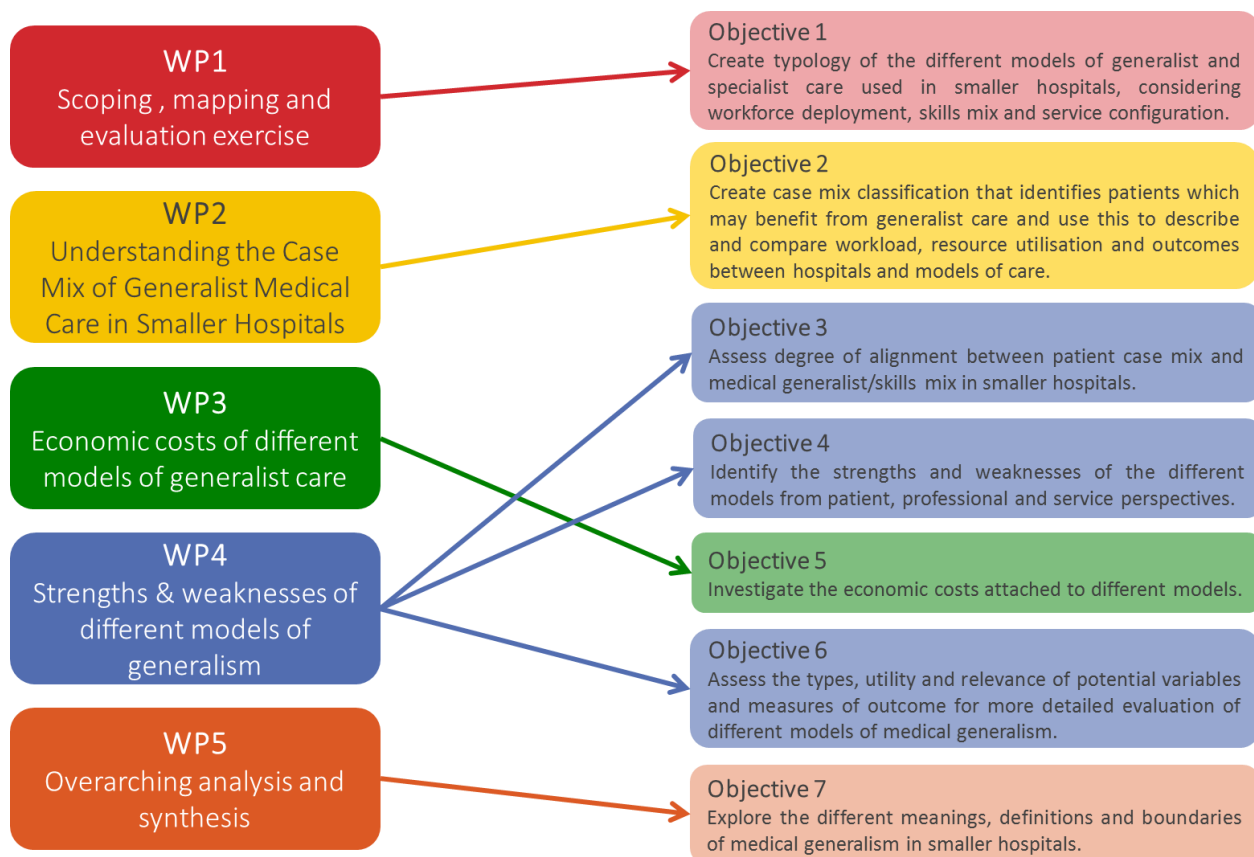 WP1
Scoping , mapping and
evaluation exercise
WP2
Understanding the Case
Mix of Generalist Medical
Care in Smaller Hospitals
WP3
Economic costs of different
models of generalist care
WP4
Strengths & weaknesses of
different models of
generalism
WP5
Overarching analysis and
synthesis
Objective 1
Create typology of the different models of generalist and
specialist care used in smaller hospitals, considering
workforce deployment, skills mix and service configuration.
Objective 2
Create case mix classification that identifies patients which
may benefit from generalist care and use this to describe
and compare workload, resource utilisation and outcomes
between hospitals and models of care.
Objective 3
Assess degree of alignment between patient case mix and
medical generalist/skills mix in smaller hospitals.
Objective 4
Identify the strengths and weaknesses of the different
models from patient, professional and service perspectives.
Objective 5
Investigate the economic costs attached to different models.
Objective 6
Assess the types, utility and relevance of potential variables
and measures of outcome for more detailed evaluation of
different models of medical generalism.
Objective 7
Explore the different meanings, definitions and boundaries
of medical generalism in smaller hospitals.